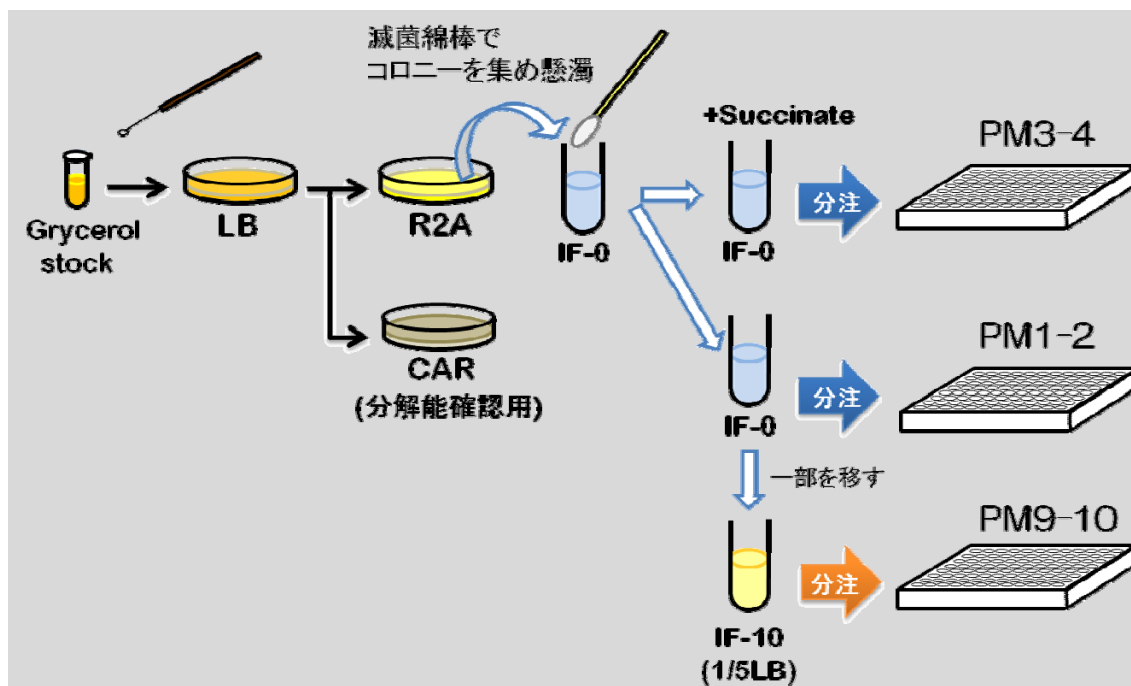 滅菌綿棒で
コロニーを集め懸濁
+Succinate
PM3-4
分注
Grycerol
stock
LB
R2A
IF-0
IF-0
CAR
(分解能確認用)
PM1-2
分注
IF-0
一部を移す
PM9-10
分注
IF-10
(1/5LB)